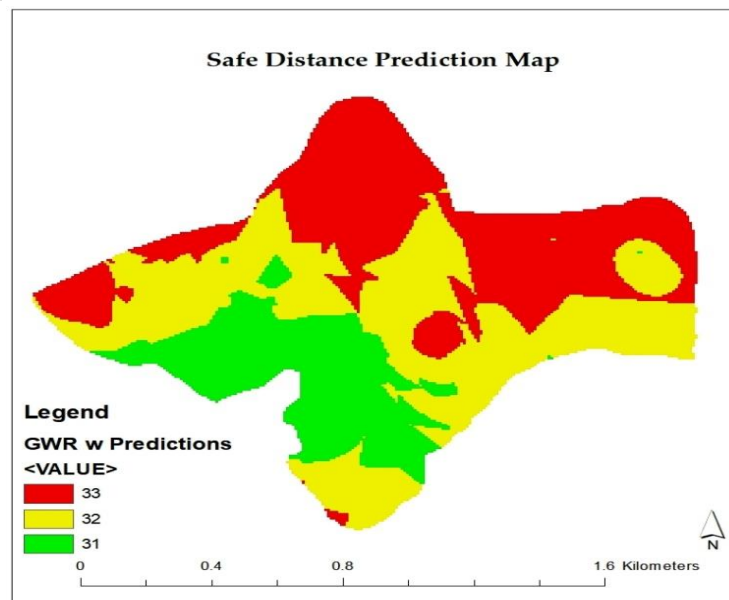 Safe Distance Prediction Map
Legend
GWR w Predictions
<VALUE>
33
32
31
N
0 0.4 0.8 1.6 Kilometers